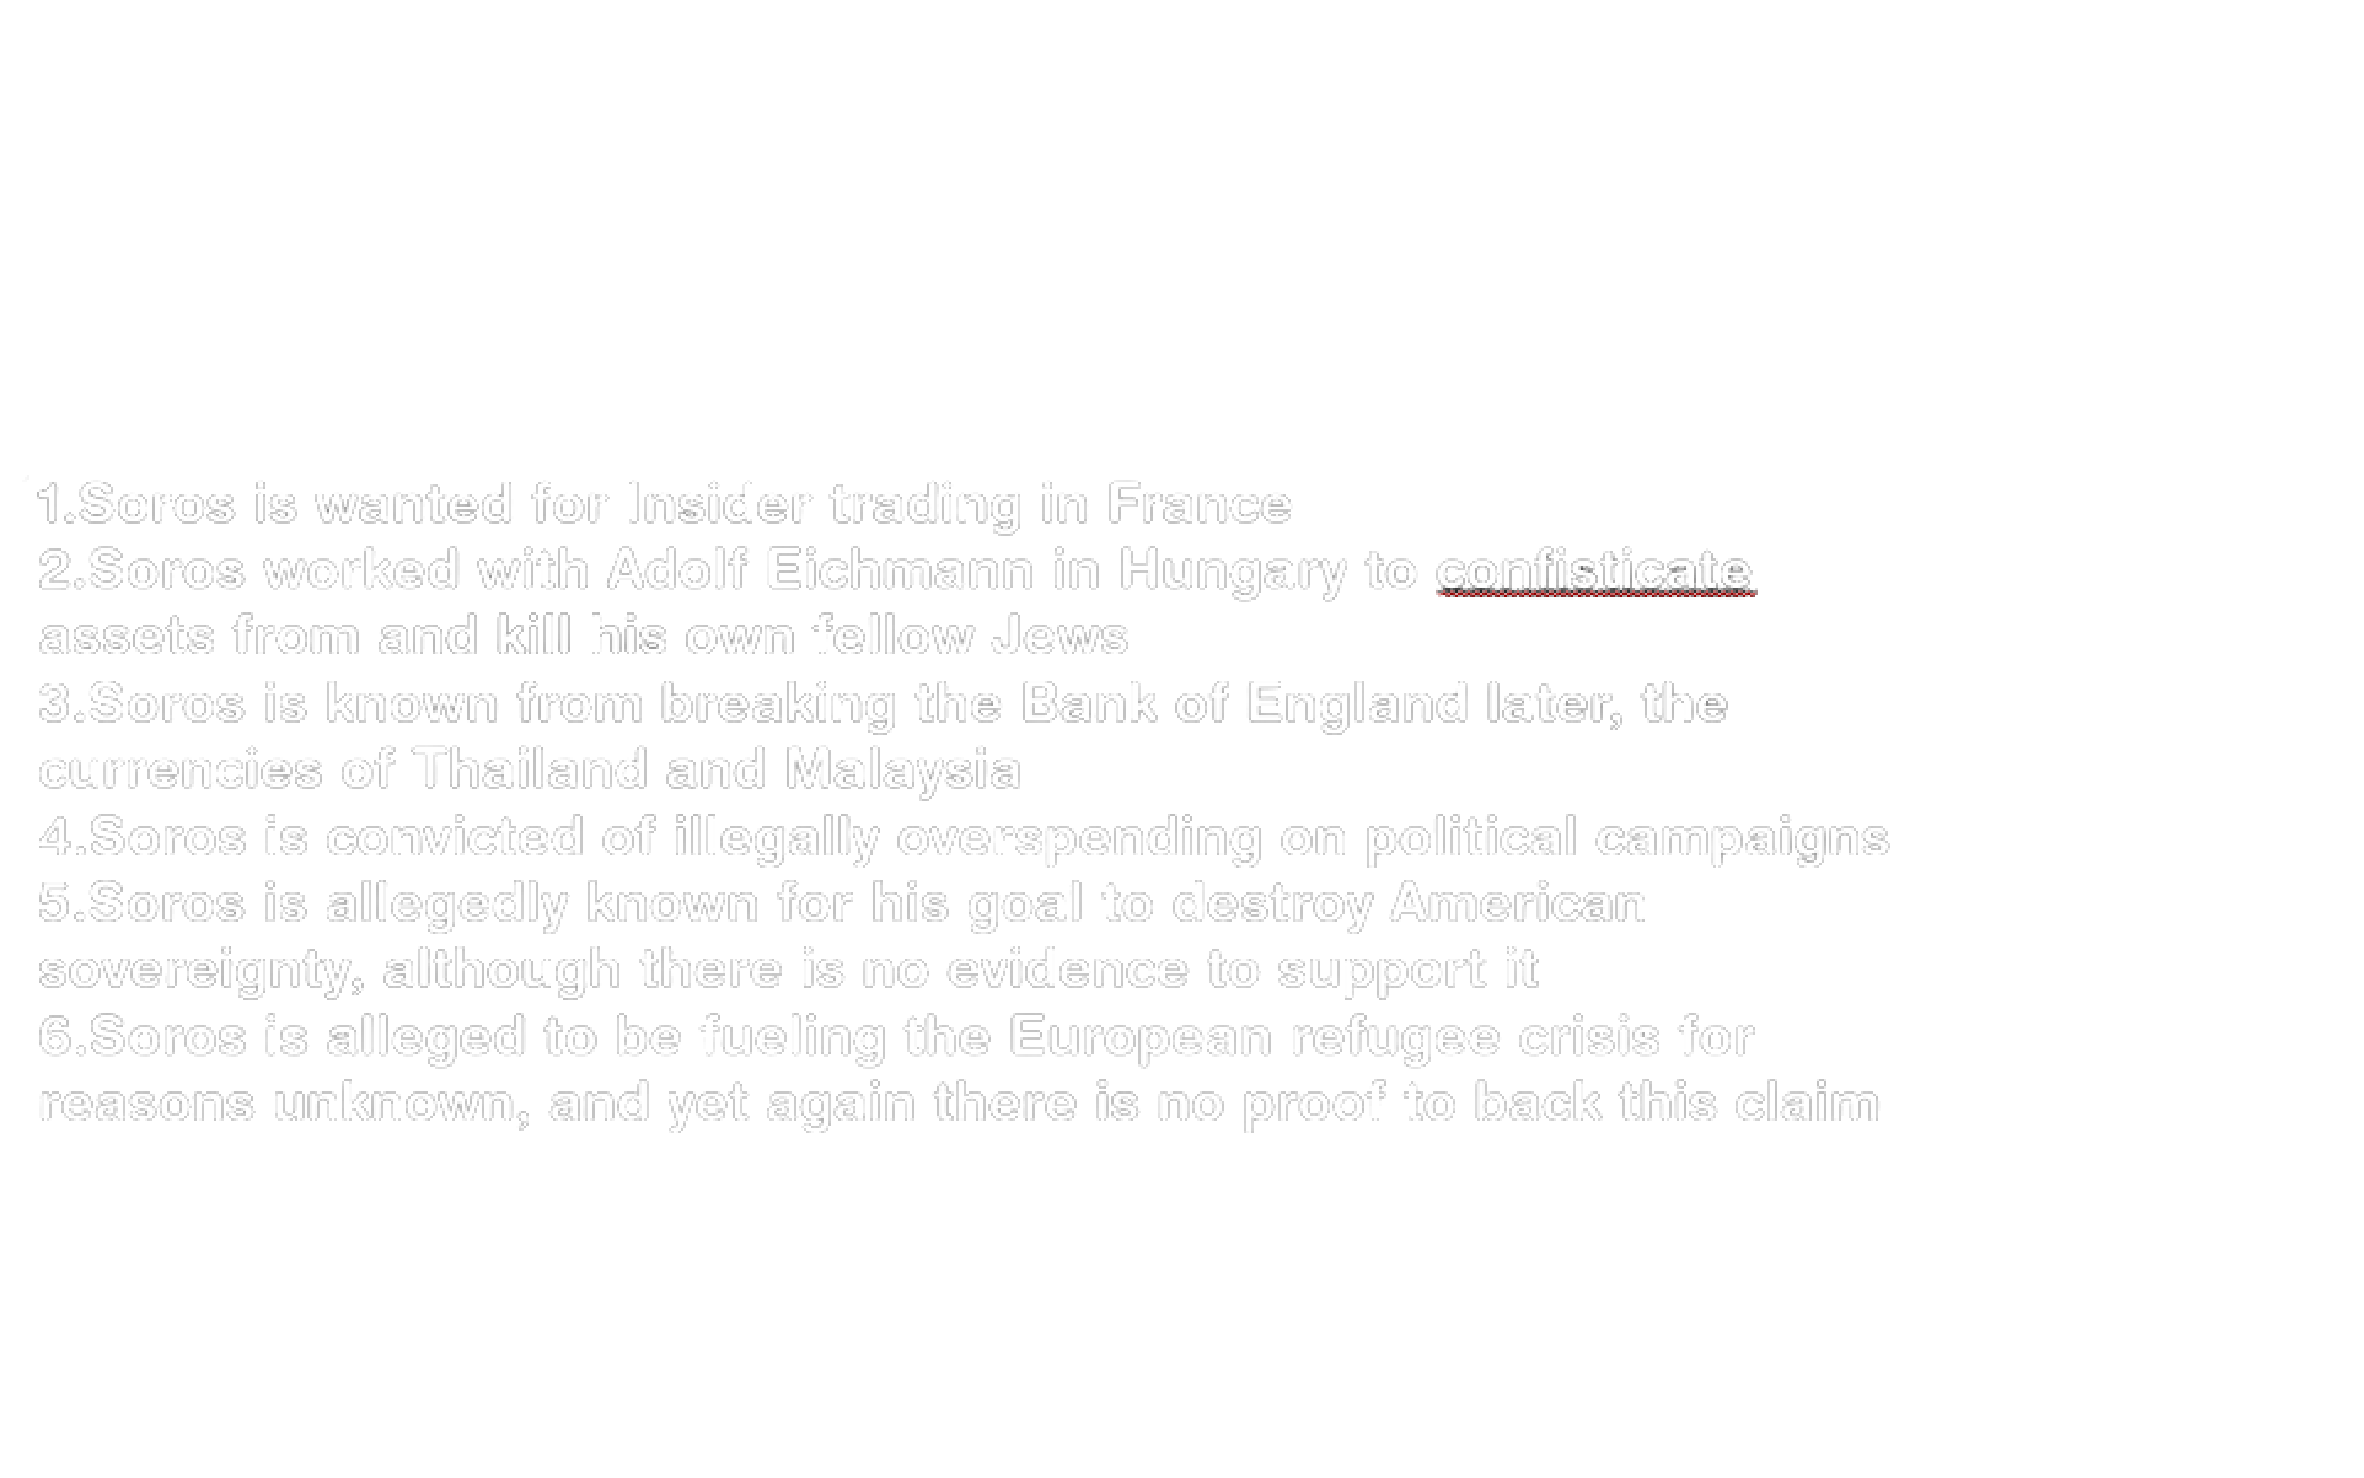 1.Soros is wanted for Insider trading in France
2.Soros worked with Adolf Eichmann in Hungary to confisticate
assets from and kill his own fellow Jews
3.Soros is known from breaking the Bank of England later, the
currencies of Thailand and Malaysia
4.Soros is convicted of illegally overspending on political campaigns
5.Soros is allegedly known for his goal to destroy American
sovereignty, although there is no evidence to support it
6.Soros is alleged to be fueling the European refugee crisis for
reasons unknown, and yet again there is no proof to back this claim